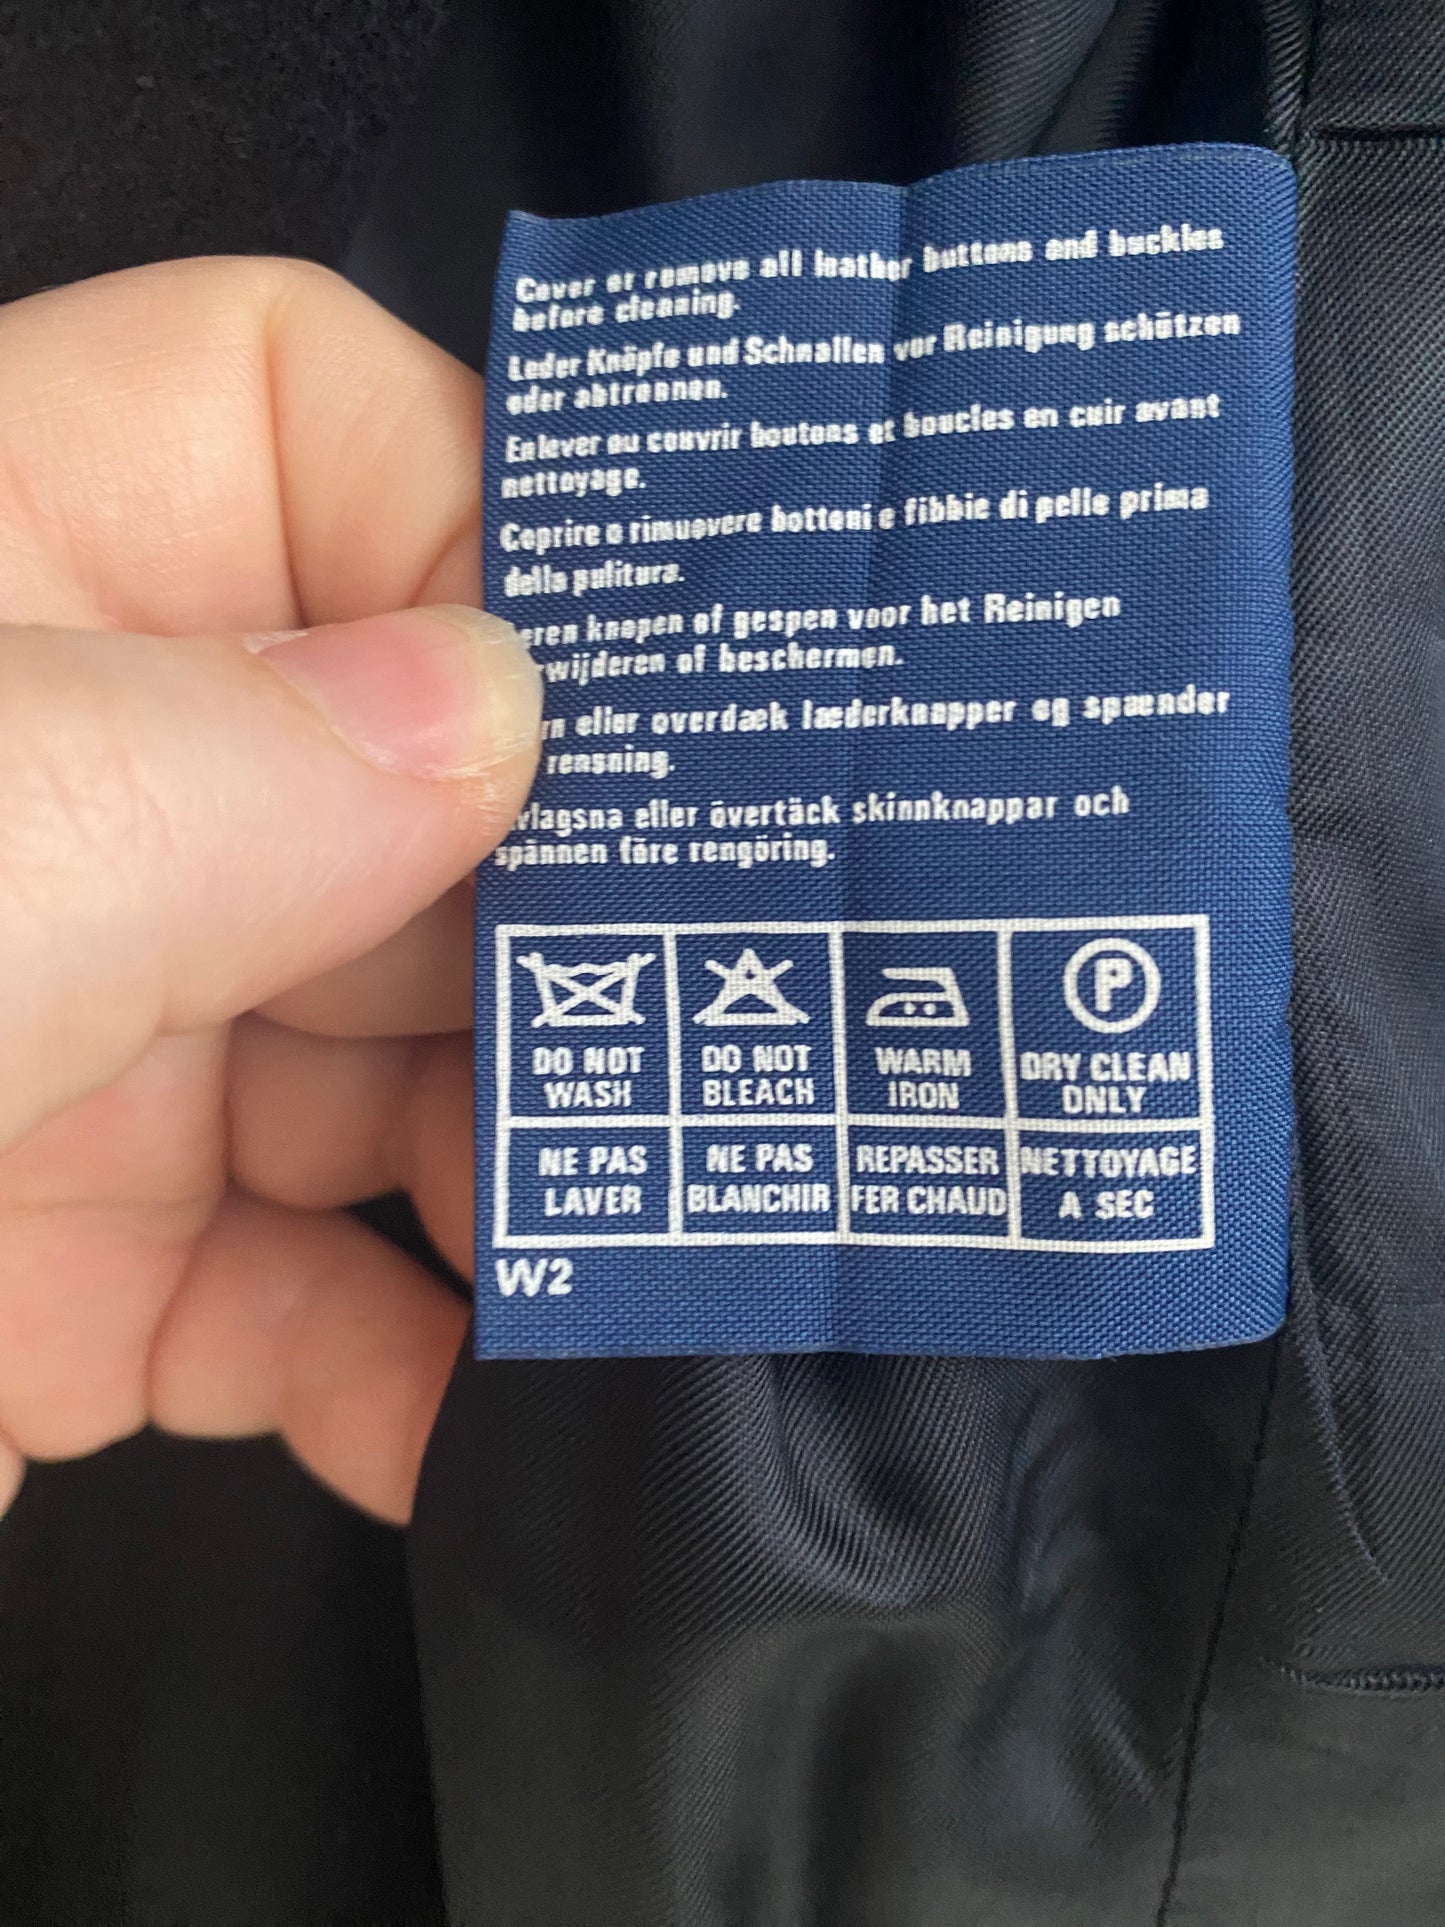 Cover or remove all leather buttons and buckles
before cleaning.
Leder Knöpfe und Schnallen vor Reinigung schützen
oder abtrennen.
Enlever ou couvrir boutons et boucles en cuir avant
nettoyage.
Coprire o rimuovere bottoni e fibbie di pelle prima
della pulitura.
eren knopen of gespen voor het Reinigen
wijderen of beschermen.
rn eller overdæk læderknapper og spænder
rensning.
vlagsna eller övertäck skinnknappar och
spännen före rengöring.
DO NOT
WASH
DO NOT
BLEACH
WARM
IRON
P
DRY CLEAN
ONLY
NE PAS
LAVER
NE PAS
BLANCHIR
REPASSER
FER CHAUD
NETTOYAGE
A SEC
W2